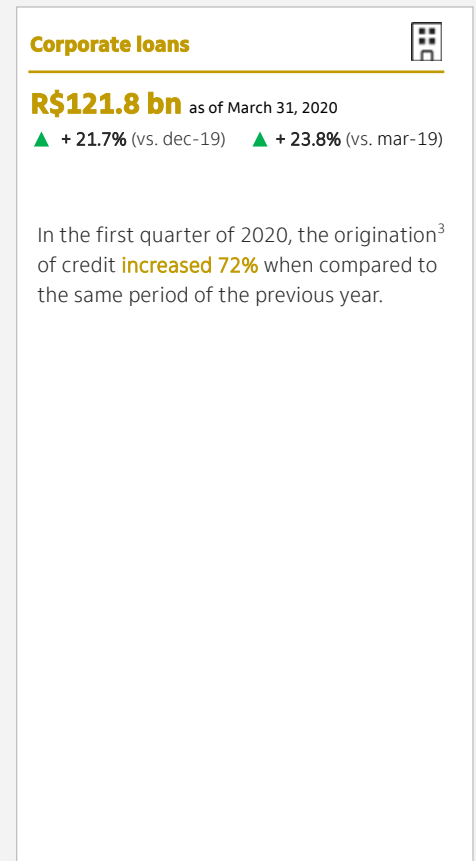 Corporate loans
R$121.8 bn as of March 31, 2020
▲ + 21.7% (vs. dec-19) ▲ + 23.8% (vs. mar-19)
In the first quarter of 2020, the origination³
of credit increased 72% when compared to
the same period of the previous year.